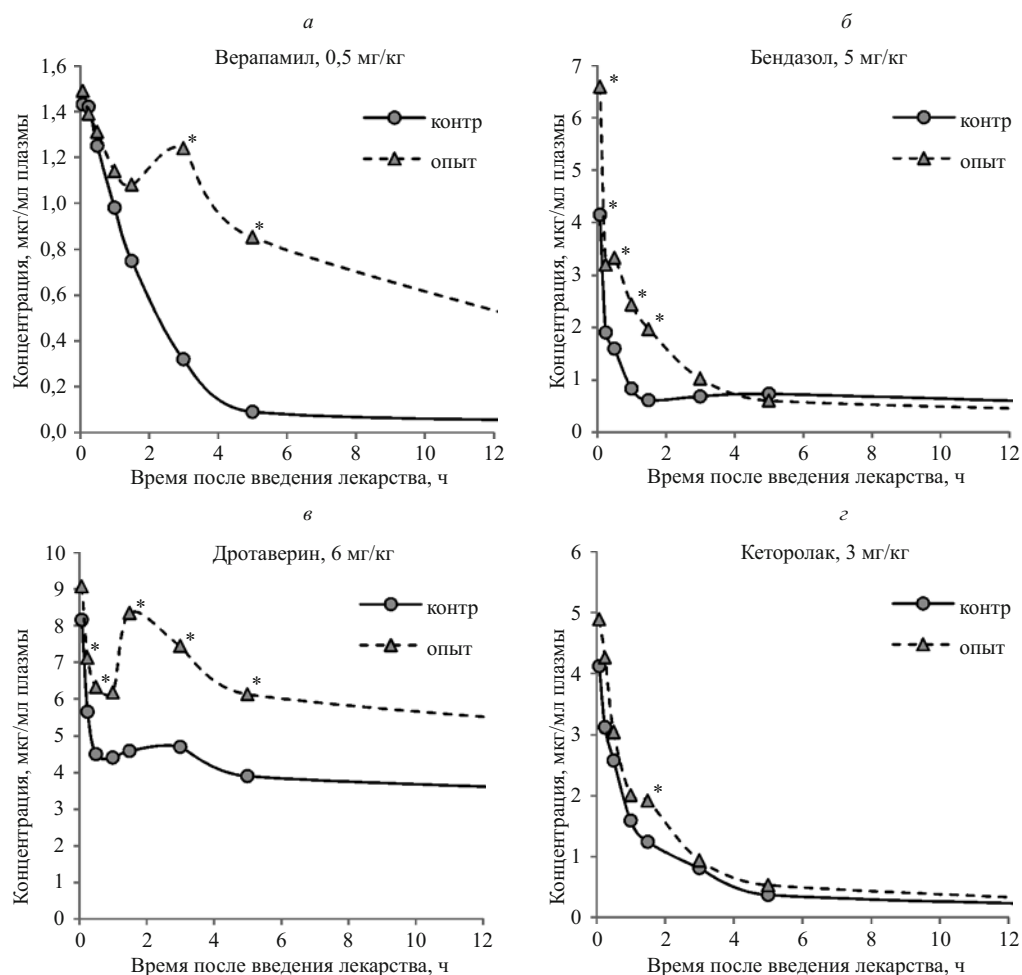 а
Верапамил, 0,5 мг/кг
Концентрация, мкг/мл плазмы
1,6
1,4
1,2
1,0
0,8
0,6
0,4
0,2
0,0
контр
опыт
*
*
0 2 4 6 8 10 12
Время после введения лекарства, ч
б
Бендазол, 5 мг/кг
Концентрация, мкг/мл плазмы
7
6
5
4
3
2
1
0
контр
опыт
*
*
*
*
*
0 2 4 6 8 10 12
Время после введения лекарства, ч
в
Дротаверин, 6 мг/кг
Концентрация, мкг/мл плазмы
10
9
8
7
6
5
4
3
2
1
0
контр
опыт
*
*
*
*
*
0 2 4 6 8 10 12
Время после введения лекарства, ч
г
Кеторолак, 3 мг/кг
Концентрация, мкг/мл плазмы
6
5
4
3
2
1
0
контр
опыт
*
0 2 4 6 8 10 12
Время после введения лекарства, ч